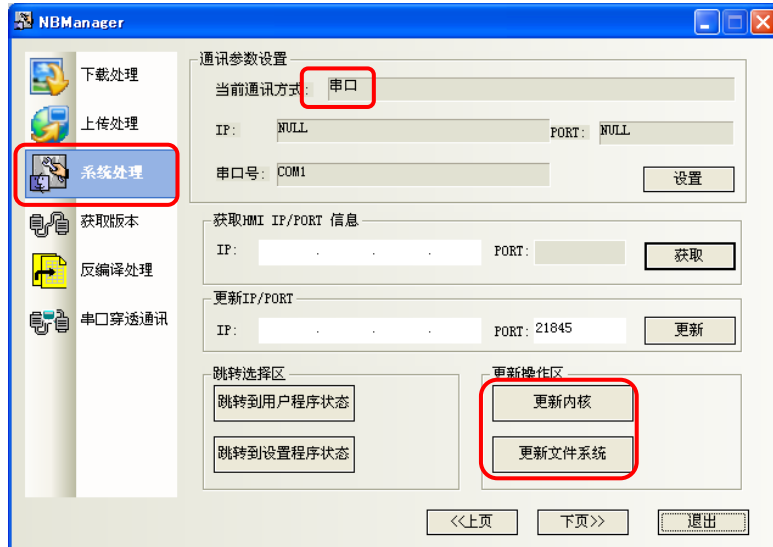 NBManager
下载处理
上传处理
系统处理
获取版本
反编译处理
串口穿透通讯
通讯参数设置
当前通讯方式: 串口
IP: NULL PORT: NULL
串口号: COM1 设置
获取HMI IP/PORT 信息
IP: . . . PORT: 获取
更新IP/PORT
IP: . . . PORT: 21845 更新
跳转选择区
跳转到用户程序状态
跳转到设置程序状态
更新操作区
更新内核
更新文件系统
<<上页 下页>> 退出